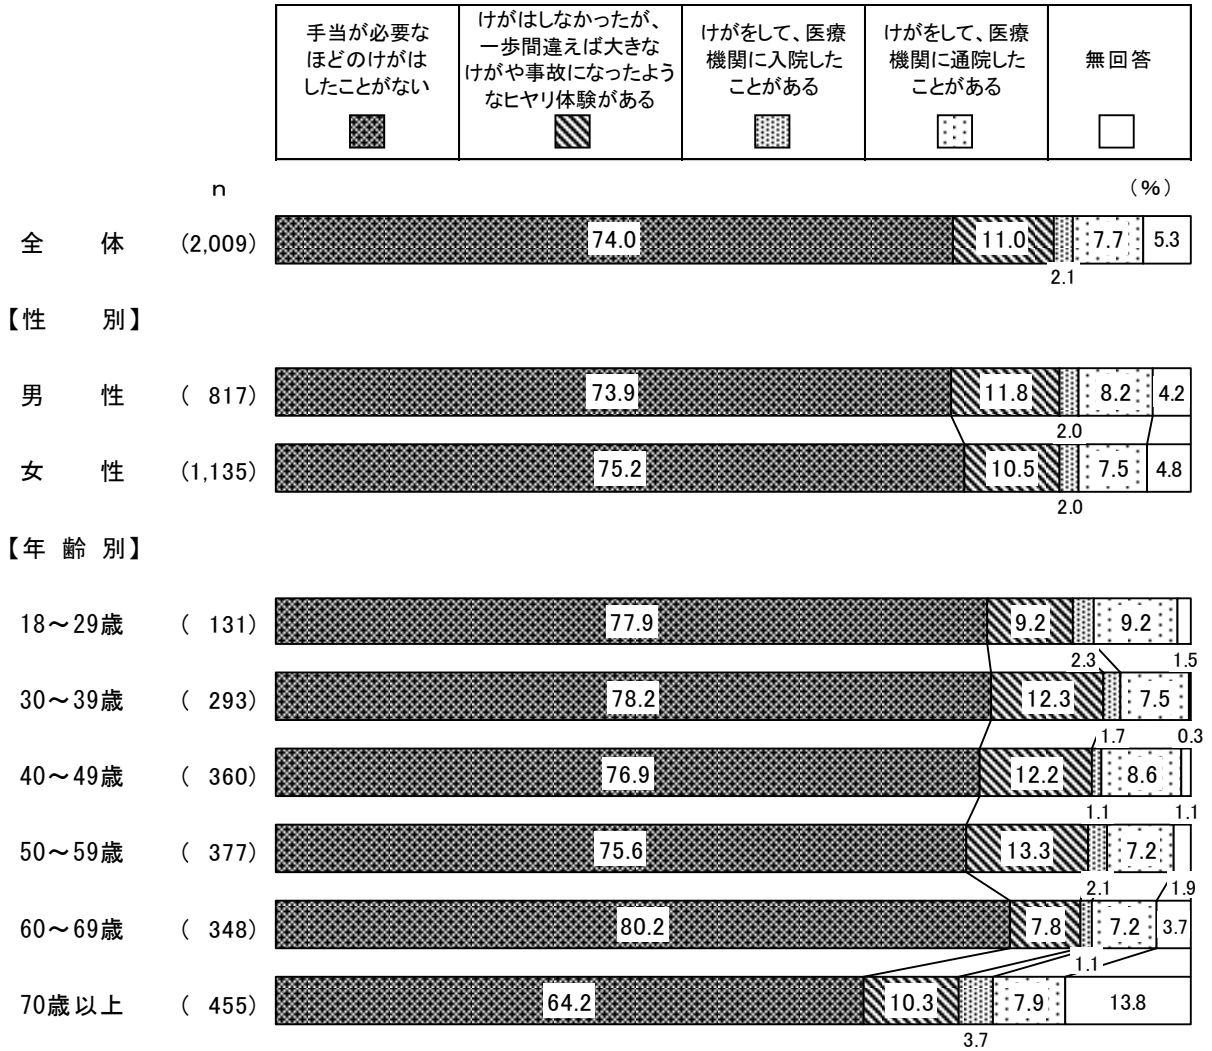 手当が必要な
ほどのけがは
したことがない
けがはしなかったが、
一歩間違えば大きな
けがや事故になったよう
なヒヤリ体験がある
けがをして、医療
機関に入院した
ことがある
けがをして、医療
機関に通院した
ことがある
無回答
n
(%)
全 体 (2,009) 74.0 11.0 7.7 5.3
2.1
【性 別】
男 性 ( 817) 73.9 11.8 8.2 4.2
2.0
女 性 (1,135) 75.2 10.5 7.5 4.8
2.0
【年 齢 別】
18～29歳 ( 131) 77.9 9.2 9.2
2.3 1.5
30～39歳 ( 293) 78.2 12.3 7.5
1.7 0.3
40～49歳 ( 360) 76.9 12.2 8.6
1.1 1.1
50～59歳 ( 377) 75.6 13.3 7.2
2.1 1.9
60～69歳 ( 348) 80.2 7.8 7.2 3.7
1.1
70歳以上 ( 455) 64.2 10.3 7.9 13.8
3.7